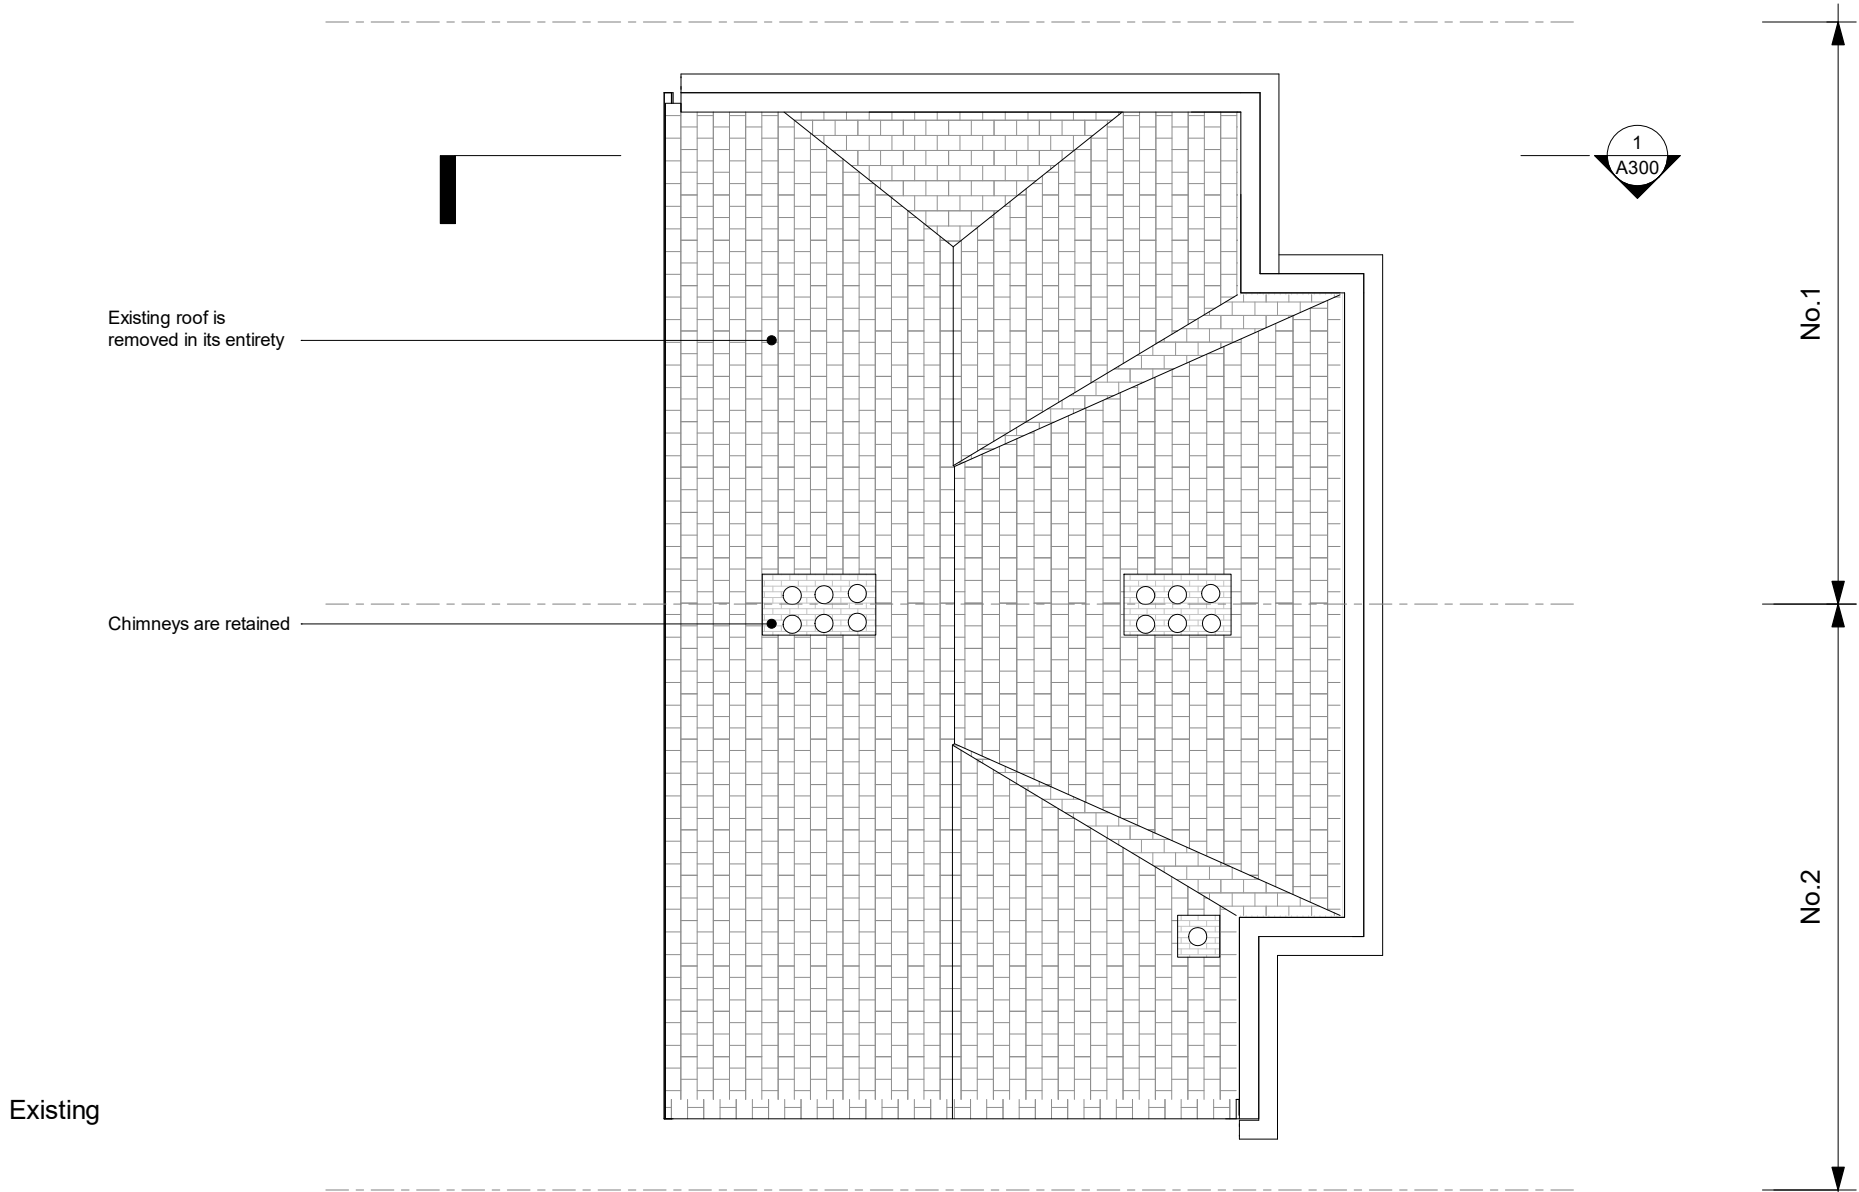 1
A300
No.1
Existing roof is
removed in its entirety
Chimneys are retained
No.2
Existing